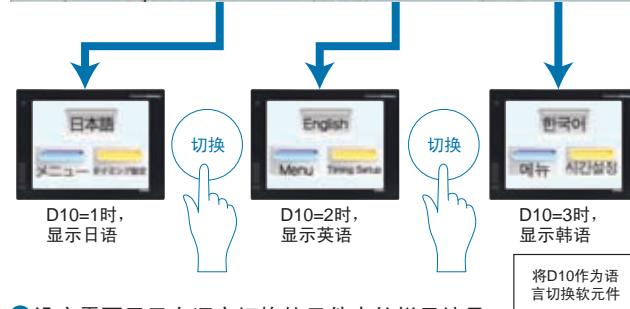 日本語
メニュー
切换
English
Menu
Timing Setup
切换
한국어
메뉴
시간설정
D10=1时，
显示日语
D10=2时，
显示英语
D10=3时，
显示韩语
将D10作为语
言切换软元件